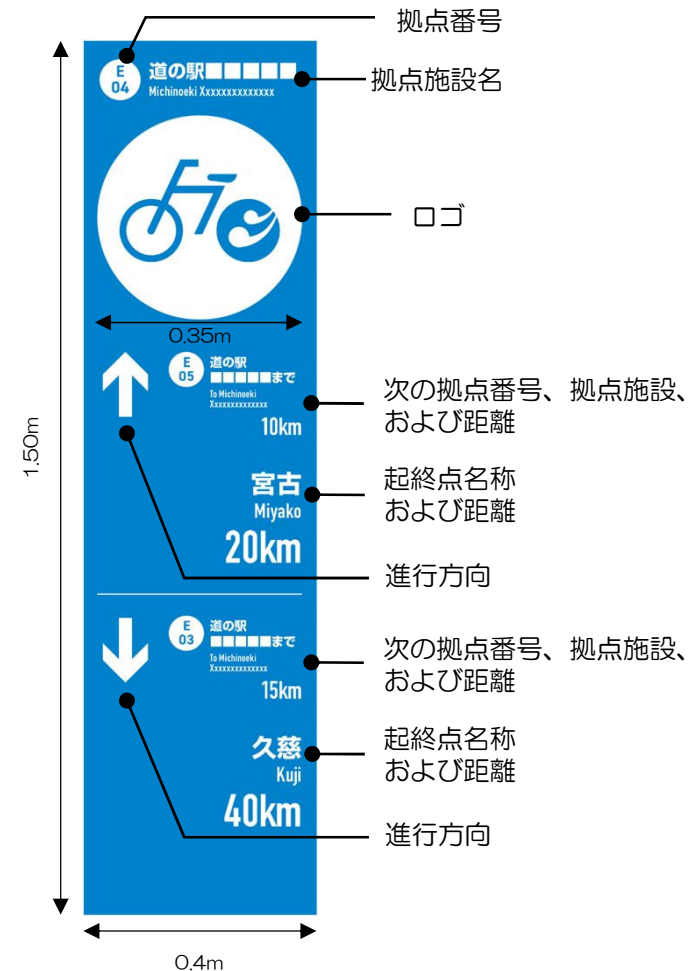 拠点番号
E
04
道の駅■■■■■
Michinoeki Xxxxxxxxxxxxxx
拠点施設名
ロゴ
0.35m
1.50m
E
05
道の駅
■■■■■まで
To Michinoeki
Xxxxxxxxxxxxx
10km
次の拠点番号、拠点施設、
および距離
宮古
Miyako
20km
起終点名称
および距離
進行方向
E
03
道の駅
■■■■■まで
To Michinoeki
Xxxxxxxxxxxxx
15km
次の拠点番号、拠点施設、
および距離
久慈
Kuji
40km
起終点名称
および距離
進行方向
0.4m